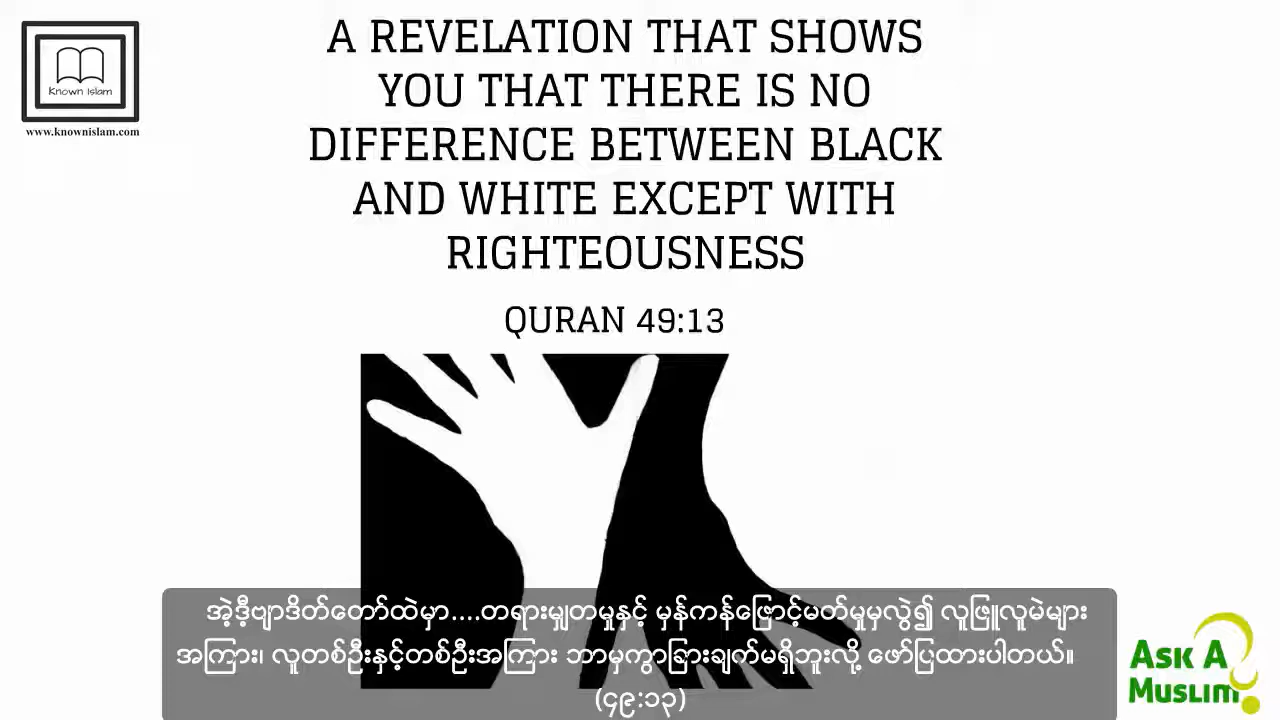 Known Islam
www.knownislam.com
A REVELATION THAT SHOWS
YOU THAT THERE IS NO
DIFFERENCE BETWEEN BLACK
AND WHITE EXCEPT WITH
RIGHTEOUSNESS
QURAN 49:13
အဲ့ဒီ့ဗျာဒိတ်တော်ထဲမှာ....တရားမျှတမှုနှင့် မှန်ကန်ဖြောင့်မတ်မှုမှလွဲ၍ လူဖြူလူမဲများ
အကြား၊ လူတစ်ဦးနှင့်တစ်ဦးအကြား ဘာမှကွာခြားချက်မရှိဘူးလို့ ဖော်ပြထားပါတယ်။
(၄၉:၁၃)
ASK A
MUSLIM?